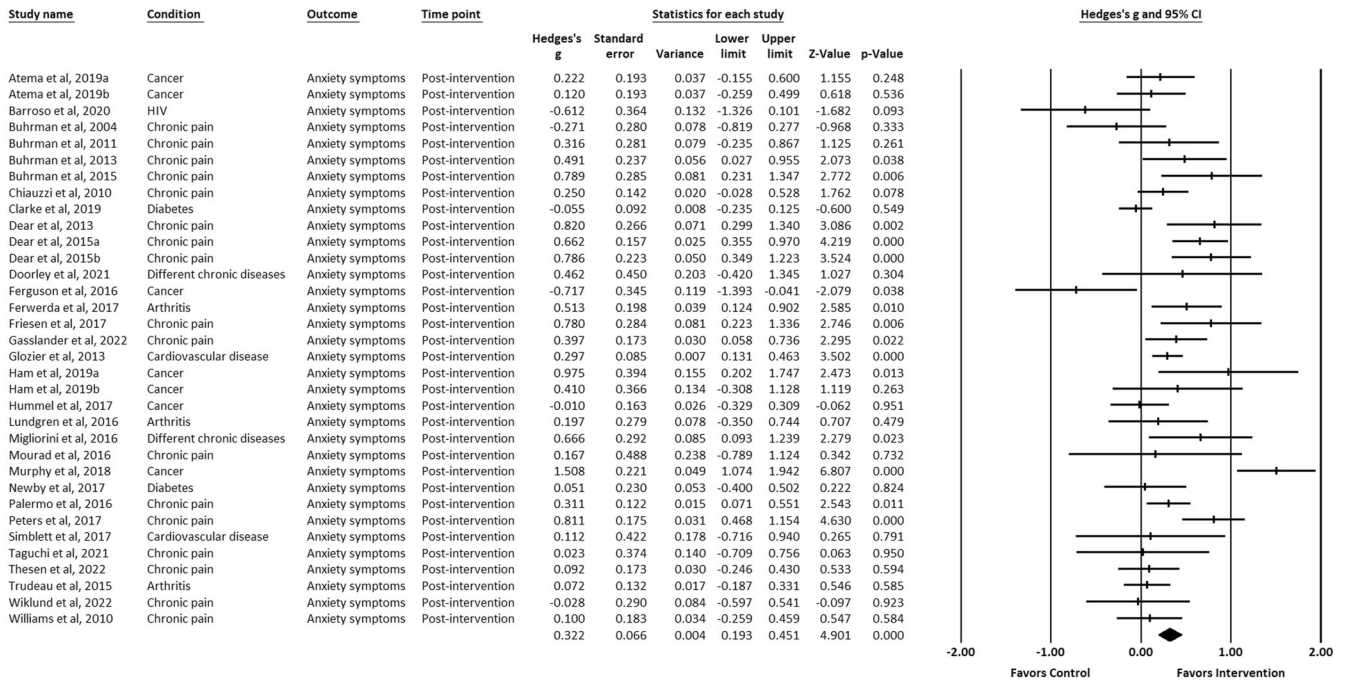 Study name Condition Outcome Time point Statistics for each study Hedges's g and 95% CI
Hedges's g Standard error Variance Lower limit Upper limit Z-Value p-Value
Atema et al, 2019a Cancer Anxiety symptoms Post-intervention 0.222 0.193 0.037 -0.155 0.600 1.155 0.248
Atema et al, 2019b Cancer Anxiety symptoms Post-intervention 0.120 0.193 0.037 -0.259 0.499 0.618 0.536
Barroso et al, 2020 HIV Anxiety symptoms Post-intervention -0.612 0.364 0.132 -1.326 0.101 -1.682 0.093
Buhrman et al, 2004 Chronic pain Anxiety symptoms Post-intervention -0.271 0.280 0.078 -0.819 0.277 -0.968 0.333
Buhrman et al, 2011 Chronic pain Anxiety symptoms Post-intervention 0.316 0.281 0.079 -0.235 0.867 1.125 0.261
Buhrman et al, 2013 Chronic pain Anxiety symptoms Post-intervention 0.491 0.237 0.056 0.027 0.955 2.073 0.038
Buhrman et al, 2015 Chronic pain Anxiety symptoms Post-intervention 0.789 0.285 0.081 0.231 1.347 2.772 0.006
Chiauzzi et al, 2010 Chronic pain Anxiety symptoms Post-intervention 0.250 0.142 0.020 -0.028 0.528 1.762 0.078
Clarke et al, 2019 Diabetes Anxiety symptoms Post-intervention -0.055 0.092 0.008 -0.235 0.125 -0.600 0.549
Dear et al, 2013 Chronic pain Anxiety symptoms Post-intervention 0.820 0.266 0.071 0.299 1.340 3.086 0.002
Dear et al, 2015a Chronic pain Anxiety symptoms Post-intervention 0.662 0.157 0.025 0.355 0.970 4.219 0.000
Dear et al, 2015b Chronic pain Anxiety symptoms Post-intervention 0.786 0.223 0.050 0.349 1.223 3.524 0.000
Doorley et al, 2021 Different chronic diseases Anxiety symptoms Post-intervention 0.462 0.450 0.203 -0.420 1.345 1.027 0.304
Ferguson et al, 2016 Cancer Anxiety symptoms Post-intervention -0.717 0.345 0.119 -1.393 -0.041 -2.079 0.038
Ferwerda et al, 2017 Arthritis Anxiety symptoms Post-intervention 0.513 0.198 0.039 0.124 0.902 2.585 0.010
Friesen et al, 2017 Chronic pain Anxiety symptoms Post-intervention 0.780 0.284 0.081 0.223 1.336 2.746 0.006
Gasslander et al, 2022 Chronic pain Anxiety symptoms Post-intervention 0.397 0.173 0.030 0.058 0.736 2.295 0.022
Glozier et al, 2013 Cardiovascular disease Anxiety symptoms Post-intervention 0.297 0.085 0.007 0.131 0.463 3.502 0.000
Ham et al, 2019a Cancer Anxiety symptoms Post-intervention 0.975 0.394 0.155 0.202 1.747 2.473 0.013
Ham et al, 2019b Cancer Anxiety symptoms Post-intervention 0.410 0.366 0.134 -0.308 1.128 1.119 0.263
Hummel et al, 2017 Cancer Anxiety symptoms Post-intervention -0.010 0.163 0.026 -0.329 0.309 -0.062 0.951
Lundgren et al, 2016 Arthritis Anxiety symptoms Post-intervention 0.197 0.279 0.078 -0.350 0.744 0.707 0.479
Migliorini et al, 2016 Different chronic diseases Anxiety symptoms Post-intervention 0.666 0.292 0.085 0.093 1.239 2.279 0.023
Mourad et al, 2016 Chronic pain Anxiety symptoms Post-intervention 0.167 0.488 0.238 -0.789 1.124 0.342 0.732
Murphy et al, 2018 Cancer Anxiety symptoms Post-intervention 1.508 0.221 0.049 1.074 1.942 6.807 0.000
Newby et al, 2017 Diabetes Anxiety symptoms Post-intervention 0.051 0.230 0.053 -0.400 0.502 0.222 0.824
Palermo et al, 2016 Chronic pain Anxiety symptoms Post-intervention 0.311 0.122 0.015 0.071 0.551 2.543 0.011
Peters et al, 2017 Chronic pain Anxiety symptoms Post-intervention 0.811 0.175 0.031 0.468 1.154 4.630 0.000
Simblett et al, 2017 Cardiovascular disease Anxiety symptoms Post-intervention 0.112 0.422 0.178 -0.716 0.940 0.265 0.791
Taguchi et al, 2021 Chronic pain Anxiety symptoms Post-intervention 0.023 0.374 0.140 -0.709 0.756 0.063 0.950
Thesen et al, 2022 Chronic pain Anxiety symptoms Post-intervention 0.092 0.173 0.030 -0.246 0.430 0.533 0.594
Trudeau et al, 2015 Arthritis Anxiety symptoms Post-intervention 0.072 0.132 0.017 -0.187 0.331 0.546 0.585
Wiklund et al, 2022 Chronic pain Anxiety symptoms Post-intervention -0.028 0.290 0.084 -0.597 0.541 -0.097 0.923
Williams et al, 2010 Chronic pain Anxiety symptoms Post-intervention 0.100 0.183 0.034 -0.259 0.459 0.547 0.584
0.322 0.066 0.004 0.193 0.451 4.901 0.000
-2.00 -1.00 0.00 1.00 2.00
Favors Control Favors Intervention